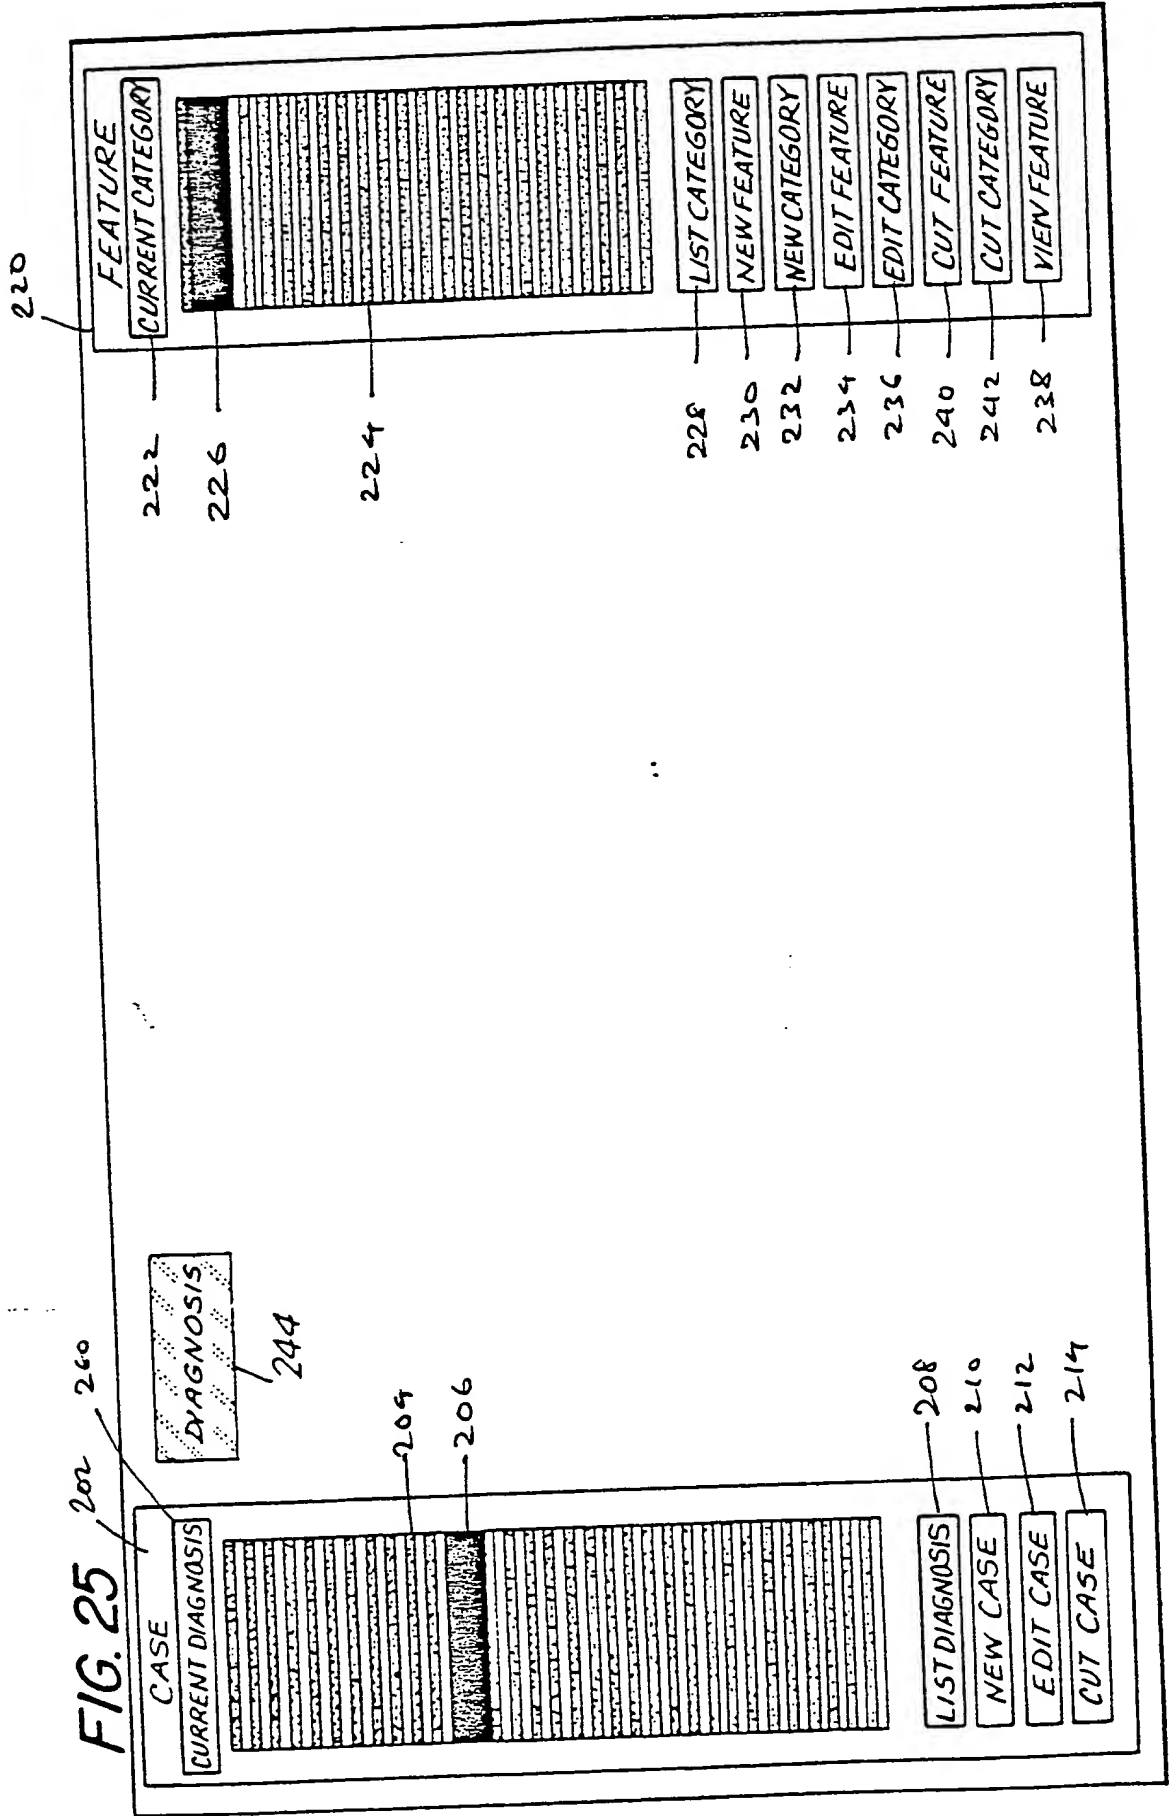 FIG. 25
202
260
CASE
CURRENT DIAGNOSIS
204
206
LIST DIAGNOSIS
208
NEW CASE
210
EDIT CASE
212
CUT CASE
214
DIAGNOSIS
244
220
FEATURE
CURRENT CATEGORY
222
226
224
LIST CATEGORY
228
NEW FEATURE
230
NEW CATEGORY
232
EDIT FEATURE
234
EDIT CATEGORY
236
CUT FEATURE
240
CUT CATEGORY
242
VIEN FEATURE
238